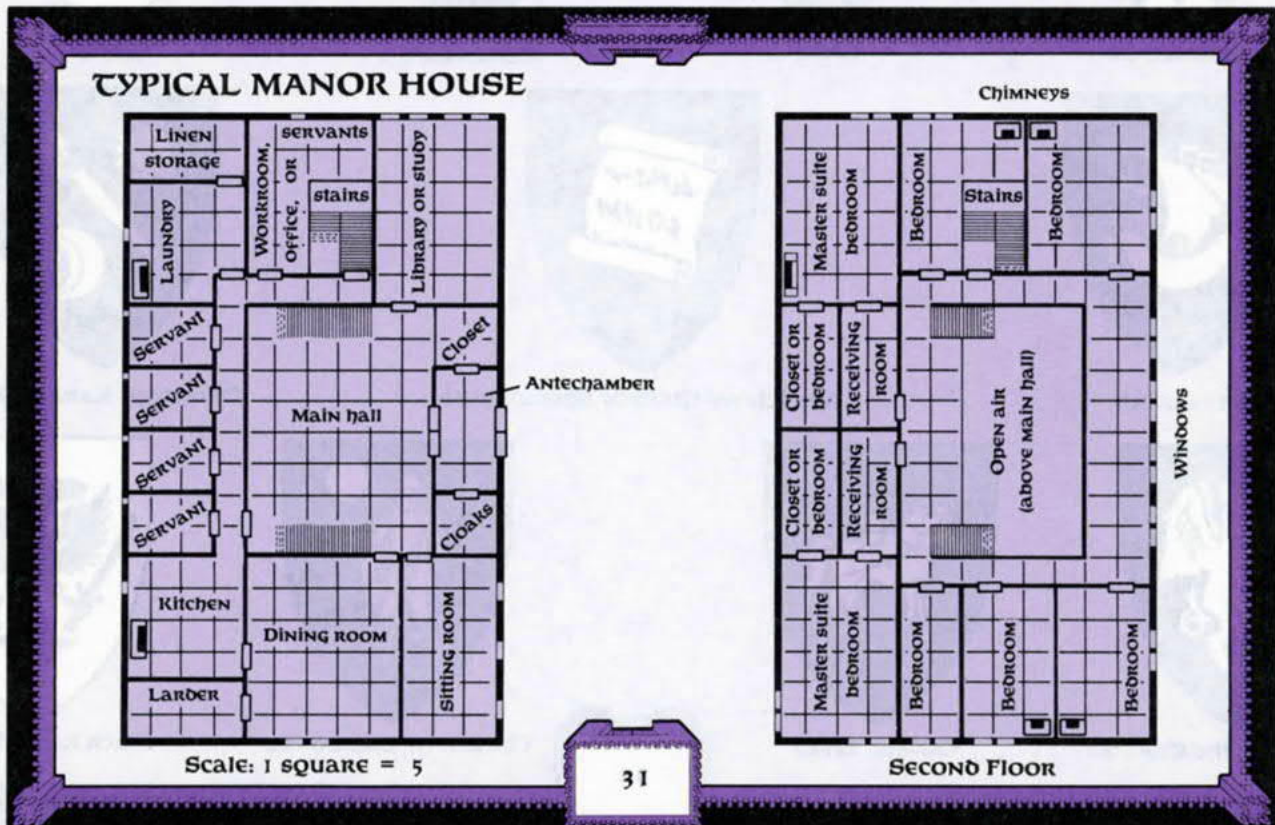 TYPICAL MANOR HOUSE
Linen
storage
Laundry
Workroom,
office, or
servants
Stairs
Library or study
Servant
Servant
Servant
Servant
Main hall
Closet
Antechamber
Cloaks
Kitchen
Larder
Dining room
Sitting room
Scale: 1 square = 5
31
Chimneys
Master suite
bedroom
Bedroom
Stairs
Bedroom
Closet or
bedroom
Receiving
room
Closet or
bedroom
Receiving
room
Open air
(above main hall)
Windows
Master suite
bedroom
Bedroom
Bedroom
Bedroom
Second Floor